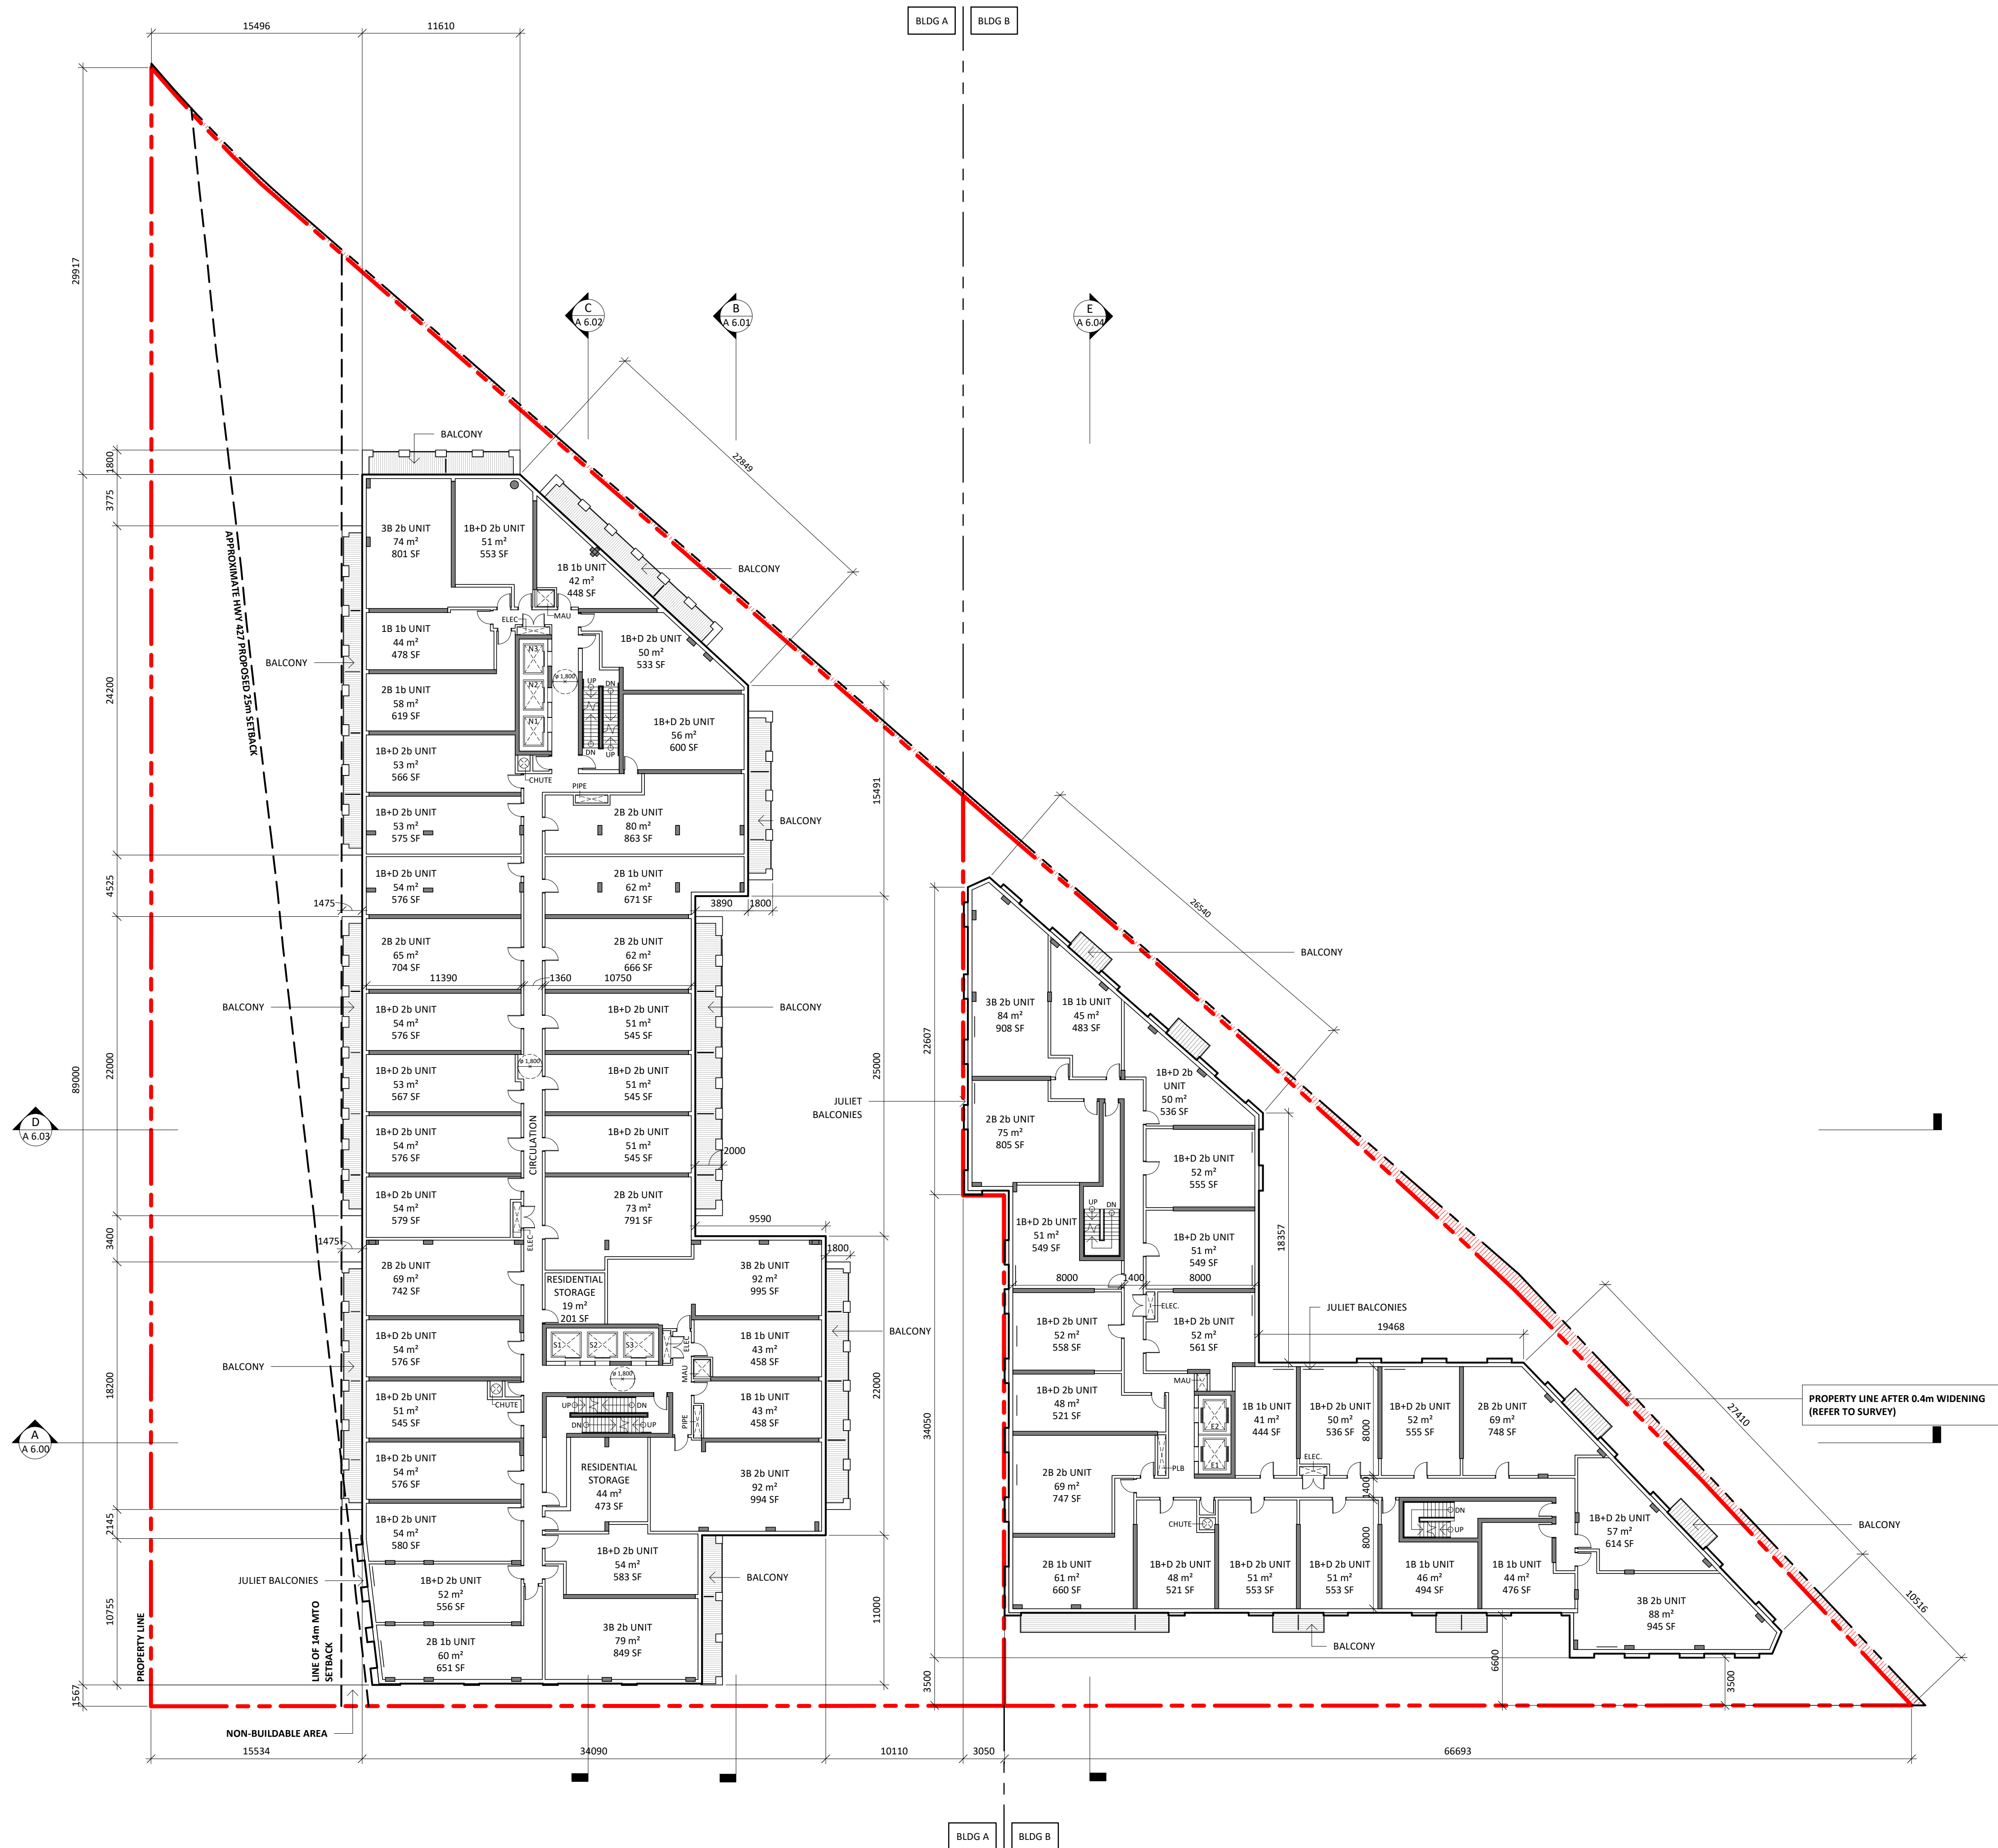 BLDG A
BLDG B
15496
11610
29917
C
A 6.02
B
A 6.01
E
A 6.04
22849
BALCONY
1800
3775
24200
4525
22000
3400
18200
2145
10755
89000
1567
APPROXIMATE HWY 427 PROPOSED 25m SETBACK
3B 2b UNIT
74 m²
801 SF
1B+D 2b UNIT
51 m²
553 SF
1B 1b UNIT
42 m²
448 SF
BALCONY
ELEC
MAU
1B 1b UNIT
44 m²
478 SF
BALCONY
1B+D 2b UNIT
50 m²
533 SF
N3
N2
N1
ø 1,800
UP
DN
DN
UP
2B 1b UNIT
58 m²
619 SF
1B+D 2b UNIT
56 m²
600 SF
1B+D 2b UNIT
53 m²
566 SF
CHUTE
PIPE
15491
1B+D 2b UNIT
53 m²
575 SF
2B 2b UNIT
80 m²
863 SF
BALCONY
1B+D 2b UNIT
54 m²
576 SF
2B 1b UNIT
62 m²
671 SF
1475
3890
1800
2B 2b UNIT
65 m²
704 SF
2B 2b UNIT
62 m²
666 SF
11390
1360
10750
BALCONY
1B+D 2b UNIT
54 m²
576 SF
1B+D 2b UNIT
51 m²
545 SF
BALCONY
1B+D 2b UNIT
53 m²
567 SF
ø 1,800
1B+D 2b UNIT
51 m²
545 SF
25000
CIRCULATION
1B+D 2b UNIT
54 m²
576 SF
1B+D 2b UNIT
51 m²
545 SF
2000
D
A 6.03
1B+D 2b UNIT
54 m²
579 SF
2B 2b UNIT
73 m²
791 SF
ELEC
9590
1475
1800
2B 2b UNIT
69 m²
742 SF
RESIDENTIAL
STORAGE
19 m²
201 SF
3B 2b UNIT
92 m²
995 SF
BALCONY
1B+D 2b UNIT
54 m²
576 SF
S1
S2
S3
ELEC
MAU
1B 1b UNIT
43 m²
458 SF
BALCONY
ø 1,800
22000
1B+D 2b UNIT
51 m²
545 SF
CHUTE
UP
DN
DN
UP
PIPE
1B 1b UNIT
43 m²
458 SF
A
A 6.00
1B+D 2b UNIT
54 m²
576 SF
RESIDENTIAL
STORAGE
44 m²
473 SF
3B 2b UNIT
92 m²
994 SF
1B+D 2b UNIT
54 m²
580 SF
1B+D 2b UNIT
54 m²
583 SF
JULIET BALCONIES
1B+D 2b UNIT
52 m²
556 SF
BALCONY
11000
2B 1b UNIT
60 m²
651 SF
3B 2b UNIT
79 m²
849 SF
PROPERTY LINE
LINE OF 14m MTO
SETBACK
NON-BUILDABLE AREA
26540
22607
BALCONY
3B 2b UNIT
84 m²
908 SF
1B 1b UNIT
45 m²
483 SF
JULIET
BALCONIES
1B+D 2b
UNIT
50 m²
536 SF
2B 2b UNIT
75 m²
805 SF
1B+D 2b UNIT
52 m²
555 SF
UP
DN
1B+D 2b UNIT
51 m²
549 SF
1B+D 2b UNIT
51 m²
549 SF
18357
8000
1400
8000
ELEC.
1B+D 2b UNIT
52 m²
558 SF
1B+D 2b UNIT
52 m²
561 SF
JULIET BALCONIES
19468
34050
1B+D 2b UNIT
48 m²
521 SF
MAU
E2
E1
1B 1b UNIT
41 m²
444 SF
1B+D 2b UNIT
50 m²
536 SF
8000
1B+D 2b UNIT
52 m²
555 SF
2B 2b UNIT
69 m²
748 SF
27410
PROPERTY LINE AFTER 0.4m WIDENING
(REFER TO SURVEY)
2B 2b UNIT
69 m²
747 SF
PLB
ELEC.
1400
CHUTE
DN
UP
8000
1B+D 2b UNIT
57 m²
614 SF
BALCONY
2B 1b UNIT
61 m²
660 SF
1B+D 2b UNIT
48 m²
521 SF
1B+D 2b UNIT
51 m²
553 SF
1B+D 2b UNIT
51 m²
553 SF
1B 1b UNIT
46 m²
494 SF
1B 1b UNIT
44 m²
476 SF
3B 2b UNIT
88 m²
945 SF
10516
BALCONY
3500
6600
3500
15534
34090
10110
3050
66693
BLDG A
BLDG B